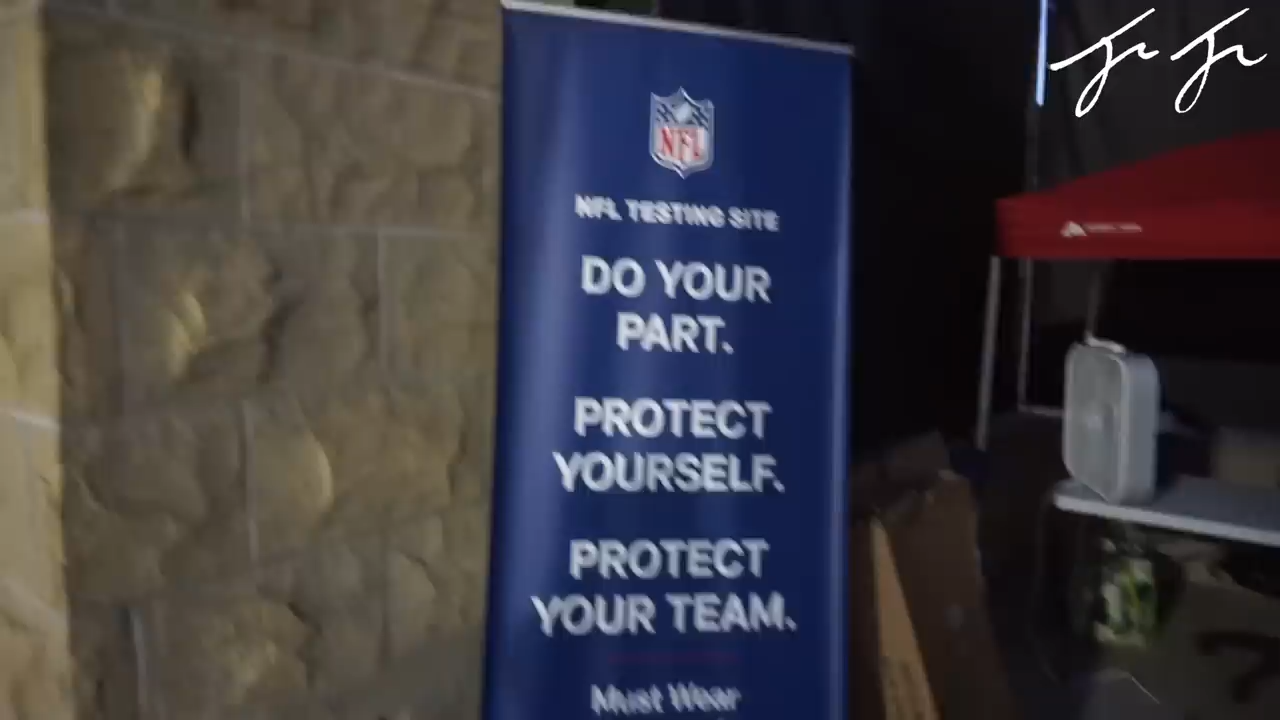 NFL
NFL TESTING SITE
DO YOUR
PART.
PROTECT
YOURSELF.
PROTECT
YOUR TEAM.
Must Wear